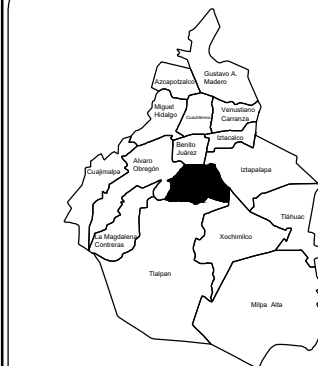 Gustavo A.
Madero
Azcapotzalco
Miguel
Hidalgo
Cuauhtémoc
Venustiano
Carranza
Iztacalco
Benito
Juárez
Alvaro
Obregón
Cuajimalpa
Iztapalapa
Tláhuac
La Magdalena
Contreras
Xochimilco
Tlalpan
Milpa Alta